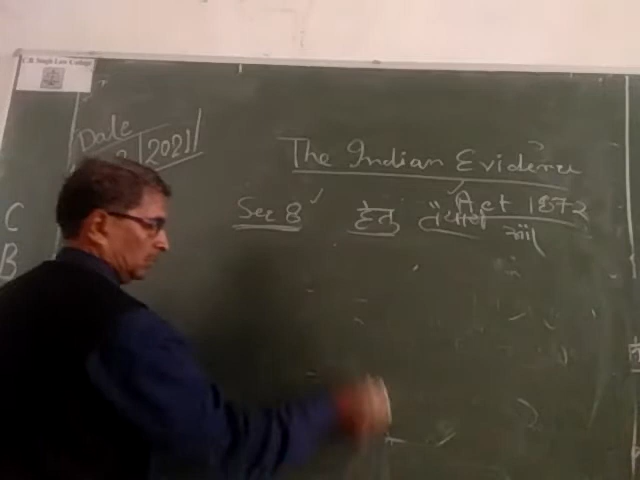 C B Singh Law College
Date
2021
The Indian Evidence
Act 1872
Sec 8 हेतु तैयारी
C
B